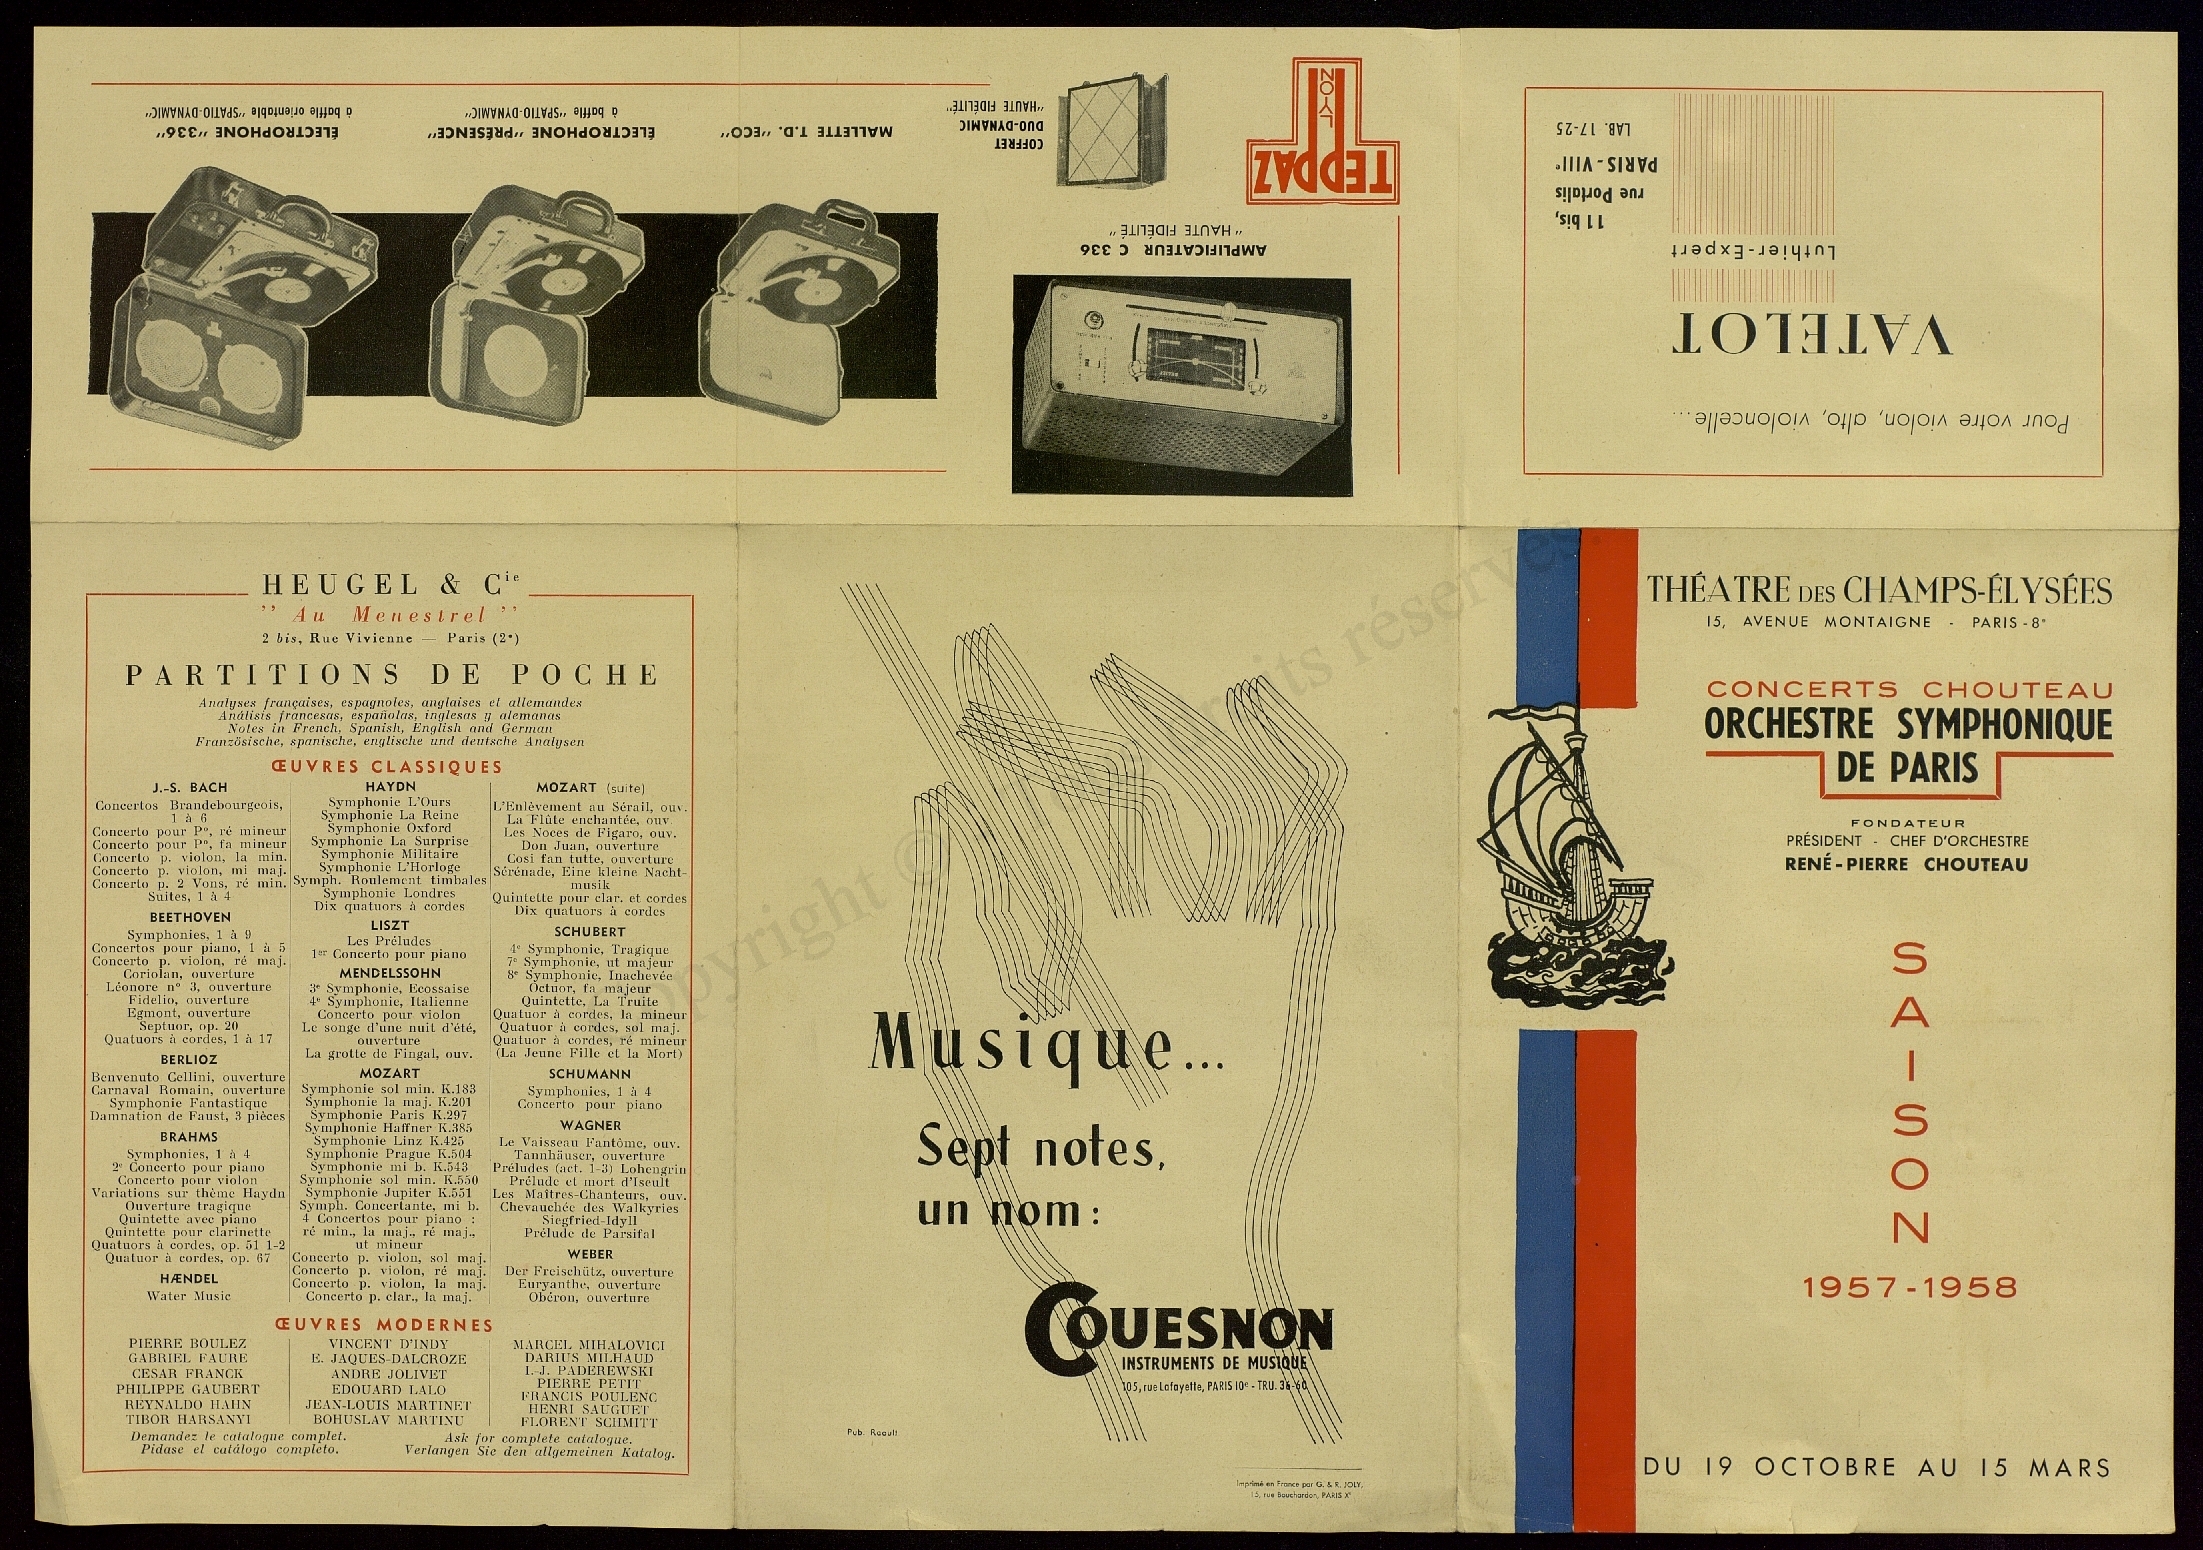 THÉATRE DES CHAMPS-ÉLYSÉES
15, AVENUE MONTAIGNE - PARIS-8e
CONCERTS CHOUTEAU
ORCHESTRE SYMPHONIQUE
DE PARIS
FONDATEUR
PRÉSIDENT - CHEF D'ORCHESTRE
RENÉ-PIERRE CHOUTEAU
SAISON
1957-1958
DU 19 OCTOBRE AU 15 MARS
Musique...
Sept notes,
un nom :
COUESNON
INSTRUMENTS DE MUSIQUE
105, rue Lafayette, PARIS 10e - TRU. 36-60
Pub. Raoult
Imprimé en France par G. & R. JOLY,
15, rue Bouchardon, PARIS Xe
HEUGEL & Cie
"Au Menestrel"
2 bis, Rue Vivienne — Paris (2e)
PARTITIONS DE POCHE
Analyses françaises, espagnoles, anglaises et allemandes
Análisis francesas, españolas, inglesas y alemanas
Notes in French, Spanish, English and German
Französische, spanische, englische und deutsche Analysen
ŒUVRES CLASSIQUES
J.-S. BACH
Concertos Brandebourgeois,
1 à 6
Concerto pour Po, ré mineur
Concerto pour Po, fa mineur
Concerto p. violon, la min.
Concerto p. violon, mi maj.
Concerto p. 2 Vons, ré min.
Suites, 1 à 4
BEETHOVEN
Symphonies, 1 à 9
Concertos pour piano, 1 à 5
Concerto p. violon, ré maj.
Coriolan, ouverture
Léonore no 3, ouverture
Fidelio, ouverture
Egmont, ouverture
Septuor, op. 20
Quatuors à cordes, 1 à 17
BERLIOZ
Benvenuto Cellini, ouverture
Carnaval Romain, ouverture
Symphonie Fantastique
Damnation de Faust, 3 pièces
BRAHMS
Symphonies, 1 à 4
2e Concerto pour piano
Concerto pour violon
Variations sur thème Haydn
Ouverture tragique
Quintette avec piano
Quintette pour clarinette
Quatuors à cordes, op. 51 1-2
Quatuor à cordes, op. 67
HÆNDEL
Water Music
HAYDN
Symphonie L'Ours
Symphonie La Reine
Symphonie Oxford
Symphonie La Surprise
Symphonie Militaire
Symphonie L'Horloge
Symph. Roulement timbales
Symphonie Londres
Dix quatuors à cordes
LISZT
Les Préludes
1er Concerto pour piano
MENDELSSOHN
3e Symphonie, Ecossaise
4e Symphonie, Italienne
Concerto pour violon
Le songe d'une nuit d'été,
ouverture
La grotte de Fingal, ouv.
MOZART
Symphonie sol min. K.183
Symphonie la maj. K.201
Symphonie Paris K.297
Symphonie Haffner K.385
Symphonie Linz K.425
Symphonie Prague K.504
Symphonie mi b. K.543
Symphonie sol min. K.550
Symphonie Jupiter K.551
Symph. Concertante, mi b.
4 Concertos pour piano :
ré min., la maj., ré maj.,
ut mineur
Concerto p. violon, sol maj.
Concerto p. violon, ré maj.
Concerto p. violon, la maj.
Concerto p. clar., la maj.
MOZART (suite)
L'Enlèvement au Sérail, ouv.
La Flûte enchantée, ouv.
Les Noces de Figaro, ouv.
Don Juan, ouverture
Cosi fan tutte, ouverture
Sérénade, Eine kleine Nacht-
musik
Quintette pour clar. et cordes
Dix quatuors à cordes
SCHUBERT
4e Symphonie, Tragique
7e Symphonie, ut majeur
8e Symphonie, Inachevée
Octuor, fa majeur
Quintette, La Truite
Quatuor à cordes, la mineur
Quatuor à cordes, sol maj.
Quatuor à cordes, ré mineur
(La Jeune Fille et la Mort)
SCHUMANN
Symphonies, 1 à 4
Concerto pour piano
WAGNER
Le Vaisseau Fantôme, ouv.
Tannhäuser, ouverture
Préludes (act. 1-3) Lohengrin
Prélude et mort d'Iseult
Les Maîtres-Chanteurs, ouv.
Chevauchée des Walkyries
Siegfried-Idyll
Prélude de Parsifal
WEBER
Der Freischütz, ouverture
Euryanthe, ouverture
Obéron, ouverture
ŒUVRES MODERNES
PIERRE BOULEZ
GABRIEL FAURE
CESAR FRANCK
PHILIPPE GAUBERT
REYNALDO HAHN
TIBOR HARSANYI
VINCENT D'INDY
E. JAQUES-DALCROZE
ANDRE JOLIVET
EDOUARD LALO
JEAN-LOUIS MARTINET
BOHUSLAV MARTINU
MARCEL MIHALOVICI
DARIUS MILHAUD
I.-J. PADEREWSKI
PIERRE PETIT
FRANCIS POULENC
HENRI SAUGUET
FLORENT SCHMITT
Demandez le catalogue complet.
Ask for complete catalogue.
Pidase el catálogo completo.
Verlangen Sie den allgemeinen Katalog.
Pour votre violon, alto, violoncelle...
VATELOT
Luthier-Expert
11 bis,
rue Portalis
PARIS-VIIIe
LAB. 17-25
TEPPAZ
LYON
AMPLIFICATEUR C 336
"HAUTE FIDÉLITÉ"
COFFRET
DUO-DYNAMIC
"HAUTE FIDÉLITÉ"
MALLETTE T.D. "ECO"
ÉLECTROPHONE "PRÉSENCE"
à baffle "SPATIO-DYNAMIC"
ÉLECTROPHONE "336"
à baffle orientable "SPATIO-DYNAMIC"